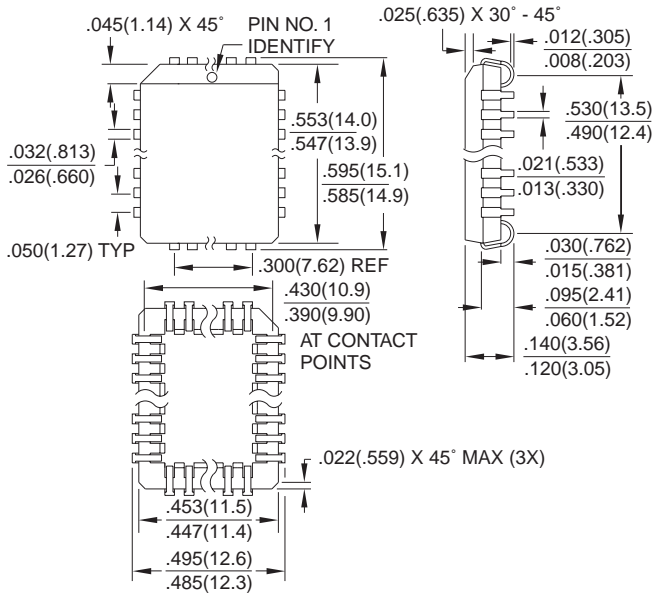 .045(1.14) X 45°
PIN NO. 1
IDENTIFY
.025(.635) X 30° - 45°
.012(.305)
.008(.203)
.553(14.0)
.547(13.9)
.530(13.5)
.490(12.4)
.032(.813)
.026(.660)
.595(15.1)
.585(14.9)
.021(.533)
.013(.330)
.050(1.27) TYP
.300(7.62) REF
.030(.762)
.015(.381)
.430(10.9)
.390(9.90)
AT CONTACT
POINTS
.095(2.41)
.060(1.52)
.140(3.56)
.120(3.05)
.022(.559) X 45° MAX (3X)
.453(11.5)
.447(11.4)
.495(12.6)
.485(12.3)